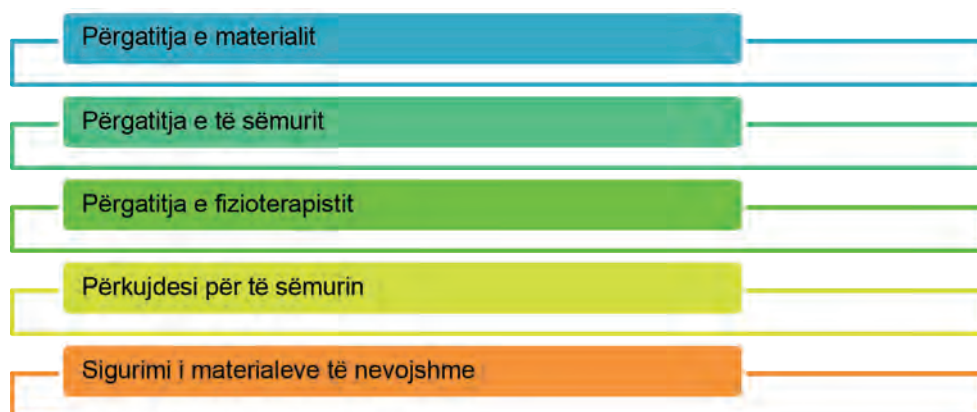 Përgatitja e materialit
Përgatitja e të sëmurit
Përgatitja e fizioterapistit
Përkujdesi për të sëmurin
Sigurimi i materialeve të nevojshme